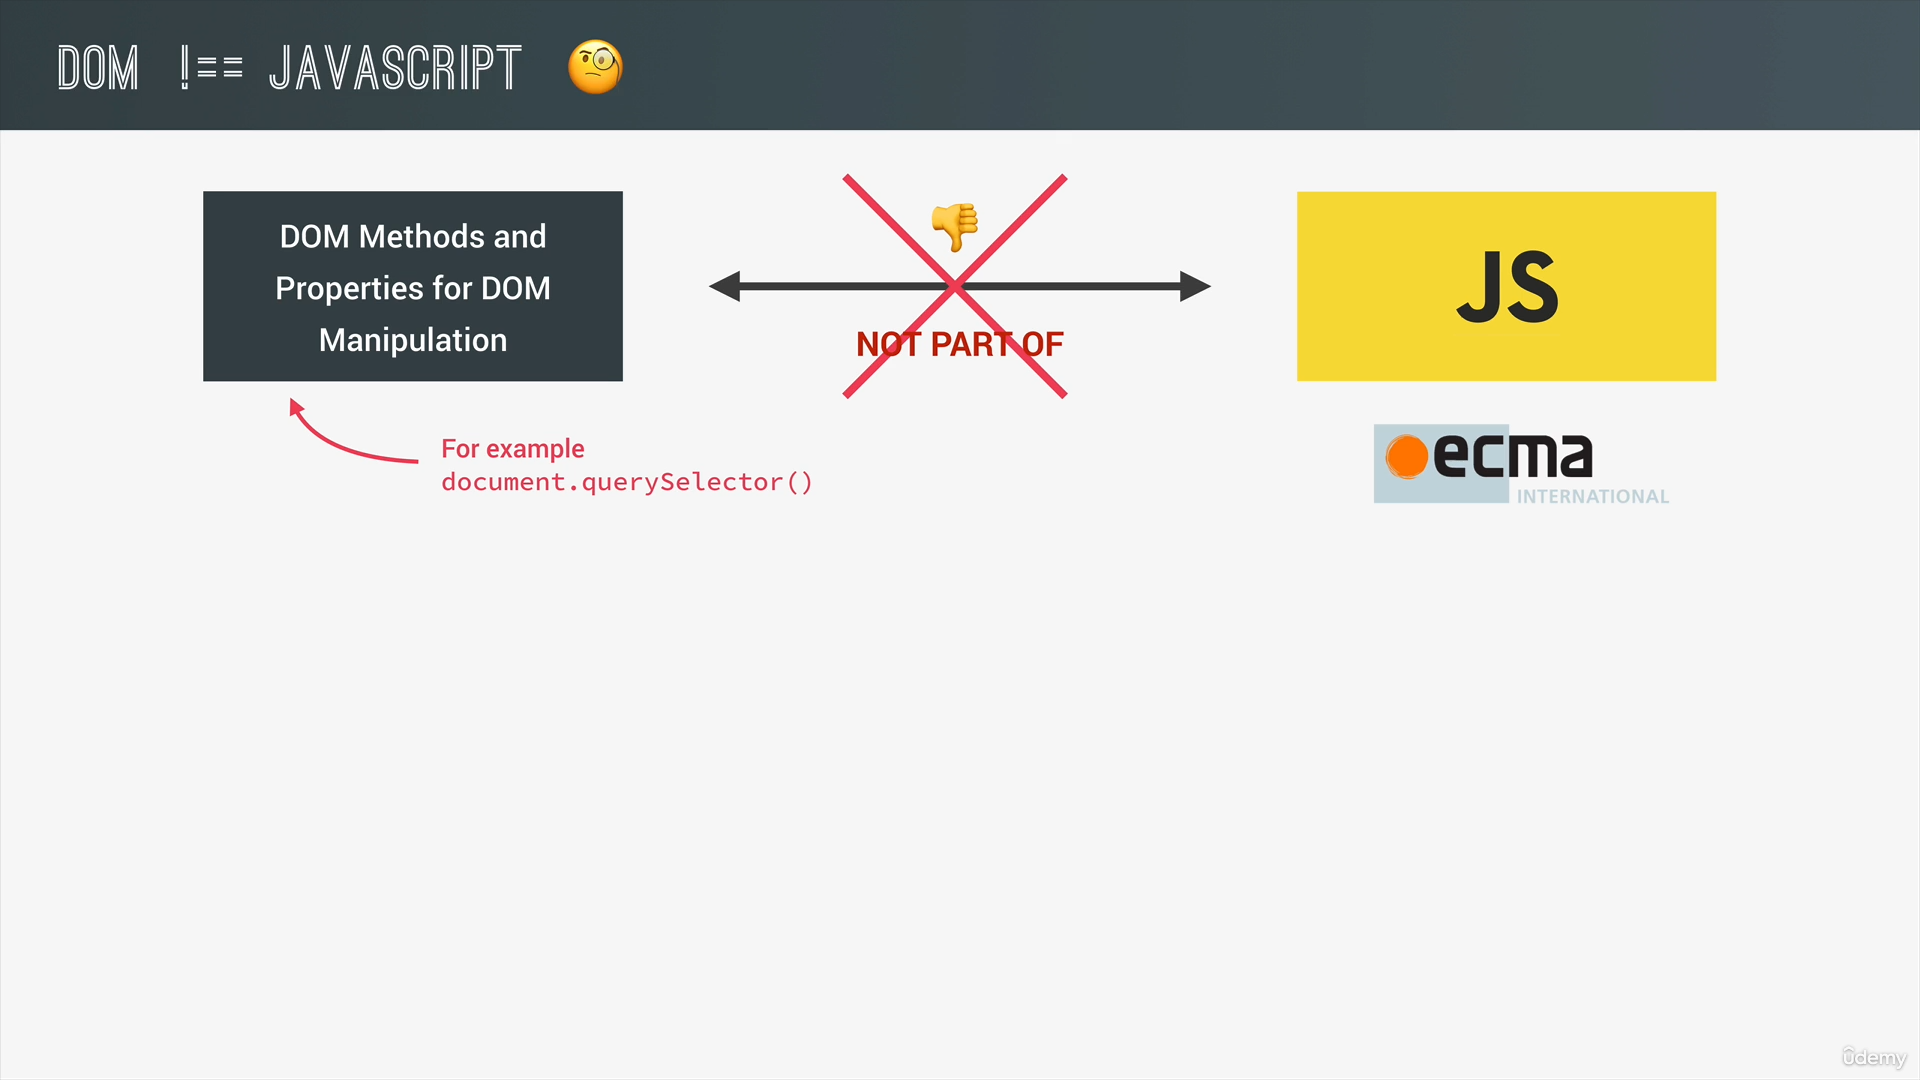 DOM !== JAVASCRIPT
DOM Methods and
Properties for DOM
Manipulation
NOT PART OF
JS
For example
document.querySelector()
ecma
INTERNATIONAL
ûdemy